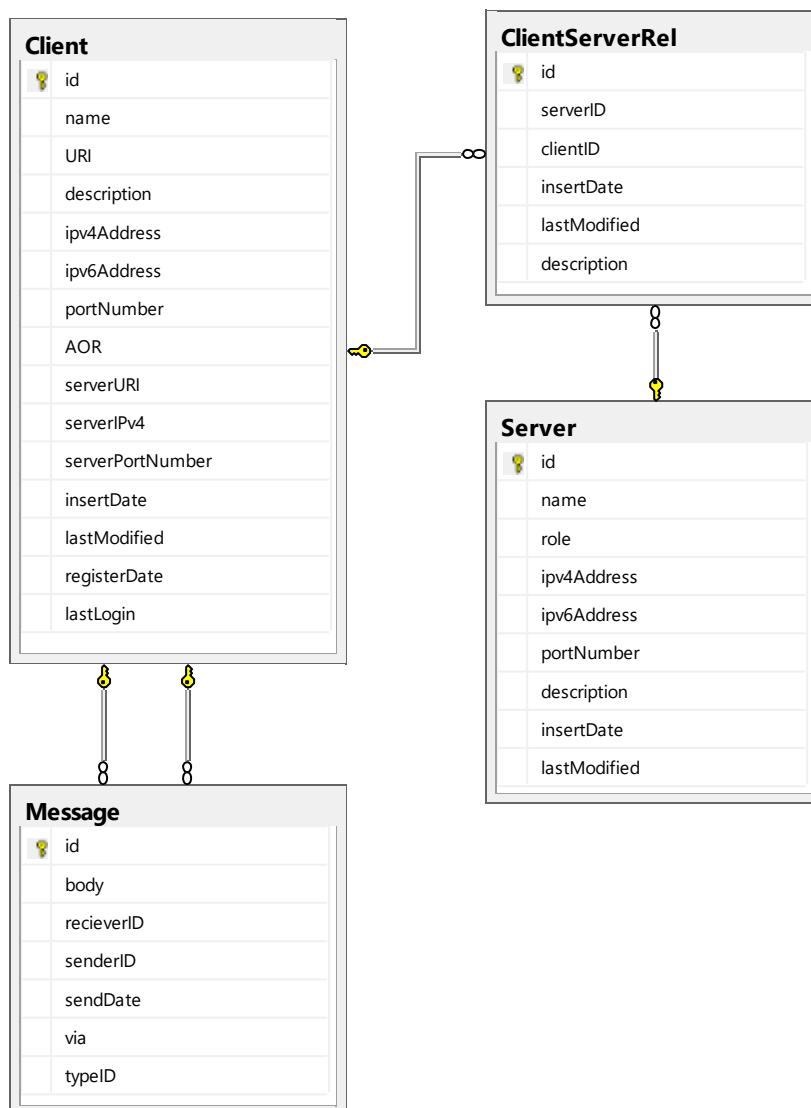 Client
id
name
URI
description
ipv4Address
ipv6Address
portNumber
AOR
serverURI
serverIPv4
serverPortNumber
insertDate
lastModified
registerDate
lastLogin
ClientServerRel
id
serverID
clientID
insertDate
lastModified
description
Server
id
name
role
ipv4Address
ipv6Address
portNumber
description
insertDate
lastModified
Message
id
body
recieverID
senderID
sendDate
via
typeID